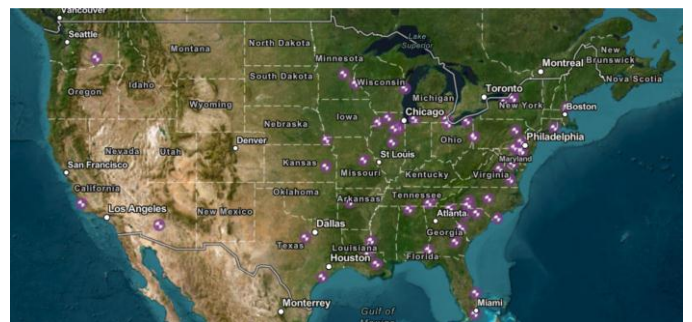 Vancouver
Seattle
Lake
Superior
Montreal
New
Brunswick
Nova Scotia
North Dakota
Minnesota
Montana
South Dakota
Wisconsin
Michigan
Toronto
New York
Boston
Oregon
Idaho
Wyoming
Iowa
Chicago
Nebraska
Ohio
Philadelphia
Maryland
Nevada
Utah
Denver
Kansas
St Louis
Missouri
Kentucky
Virginia
San Francisco
California
Los Angeles
New Mexico
Oklahoma
Arkansas
Tennessee
Atlanta
Georgia
Dallas
Texas
Louisiana
Houston
Florida
Monterrey
Gulf of
Miami